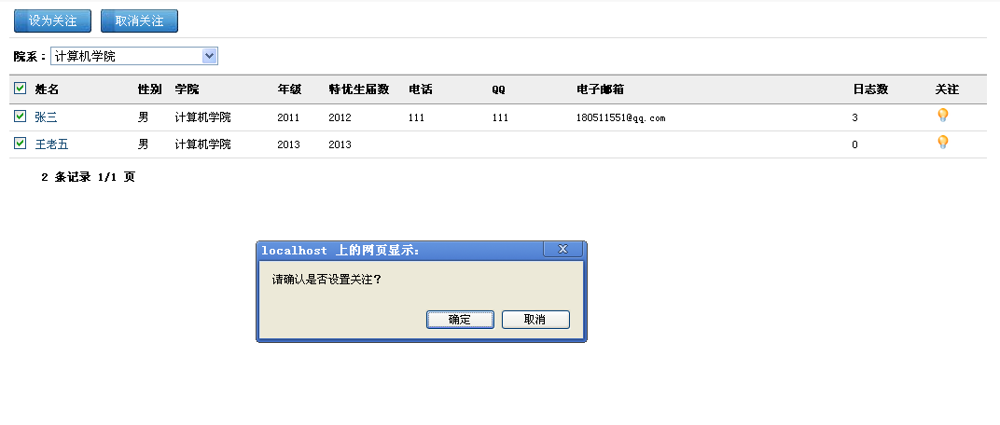 设为关注 取消关注
院系： 计算机学院
姓名 性别 学院 年级 特优生届数 电话 QQ 电子邮箱 日志数 关注
张三 男 计算机学院 2011 2012 111 111 180511551@qq.com 3
王老五 男 计算机学院 2013 2013 0
2 条记录 1/1 页
localhost 上的网页显示:
请确认是否设置关注？
确定 取消